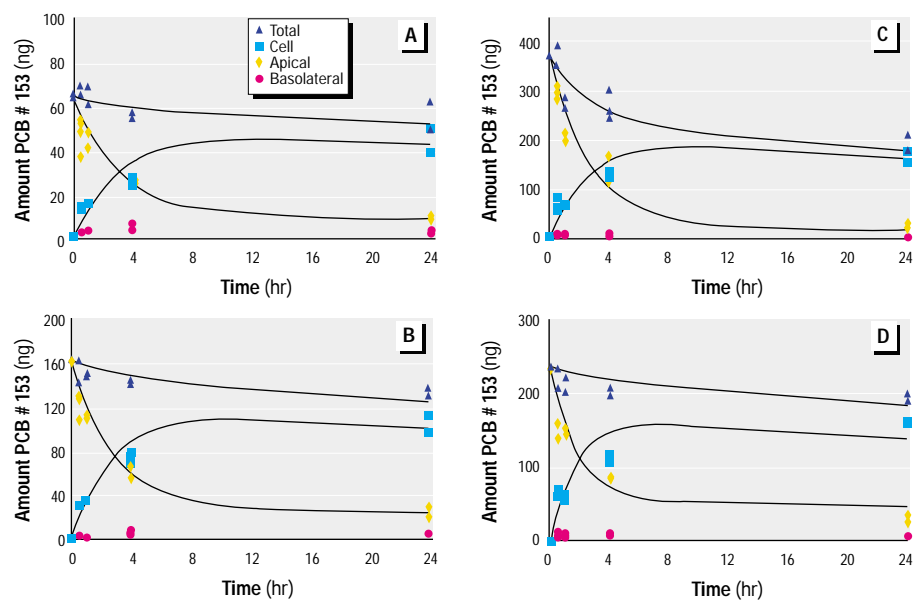 A
Total
Cell
Apical
Basolateral
100
80
60
40
20
0
Amount PCB # 153 (ng)
0 4 8 12 16 20 24
Time (hr)
C
400
300
200
100
0
Amount PCB # 153 (ng)
0 4 8 12 16 20 24
Time (hr)
B
200
160
120
80
40
0
Amount PCB # 153 (ng)
0 4 8 12 16 20 24
Time (hr)
D
300
200
100
0
Amount PCB # 153 (ng)
0 4 8 12 16 20 24
Time (hr)